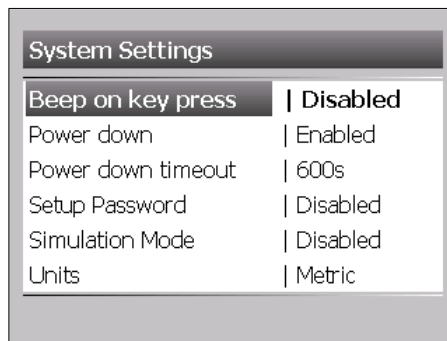 System Settings
Beep on key press | Disabled
Power down | Enabled
Power down timeout | 600s
Setup Password | Disabled
Simulation Mode | Disabled
Units | Metric